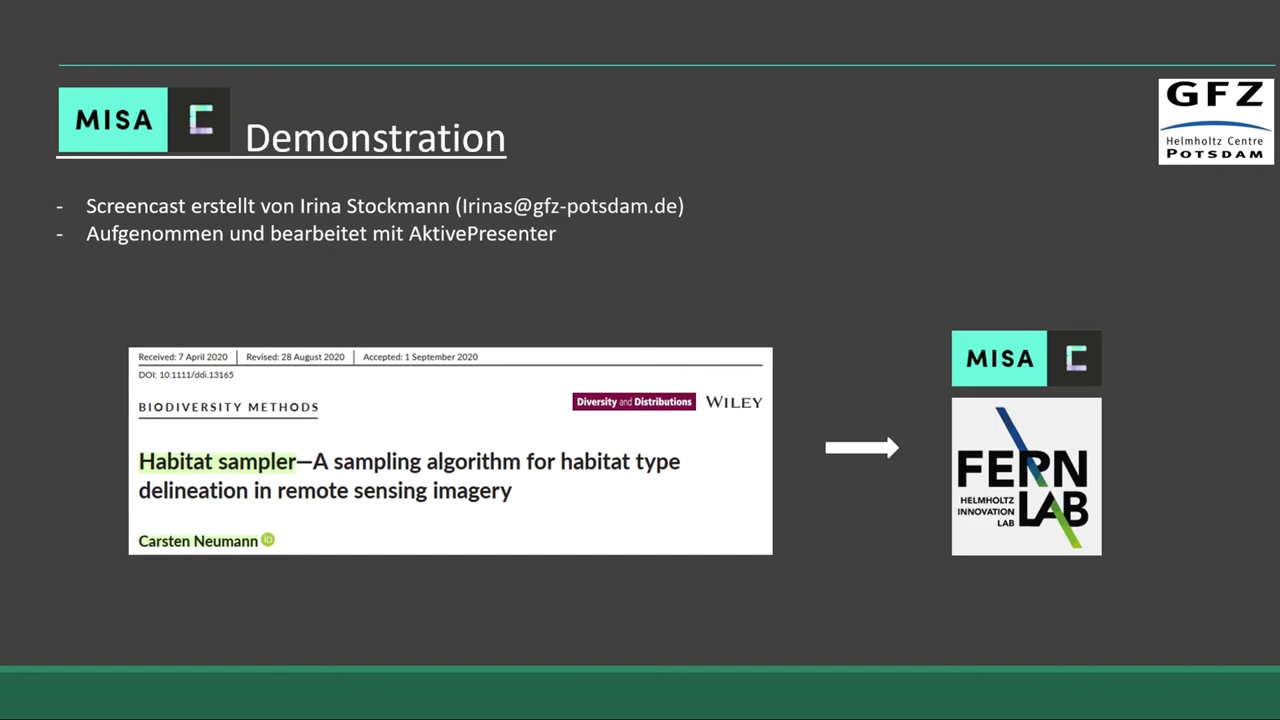 MISA C Demonstration
GFZ
Helmholtz Centre
POTSDAM
- Screencast erstellt von Irina Stockmann (Irinas@gfz-potsdam.de)
- Aufgenommen und bearbeitet mit AktivePresenter
Received: 7 April 2020 | Revised: 28 August 2020 | Accepted: 1 September 2020
DOI: 10.1111/ddi.13165
BIODIVERSITY METHODS
Diversity and Distributions WILEY
Habitat sampler—A sampling algorithm for habitat type
delineation in remote sensing imagery
Carsten Neumann iD
MISA C
FERN
HELMHOLTZ
INNOVATION
LAB
LAB